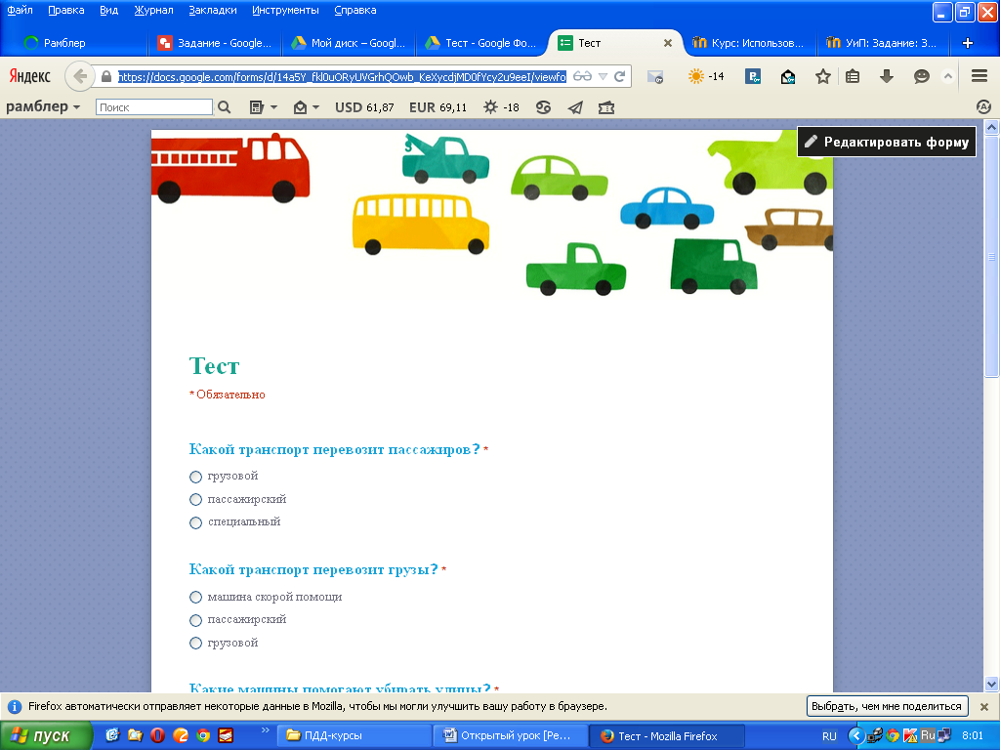 Файл Правка Вид Журнал Закладки Инструменты Справка
Рамблер Задание - Google... Мой диск – Googl... Тест - Google Фо... Тест Курс: Использов... УиП: Задание: З...
Яндекс https://docs.google.com/forms/d/14a5Y_fkl0uORyUVGrhQOwb_KeXycdjMD0fYcy2u9eeI/viewfo -14
рамблер Поиск USD 61,87 EUR 69,11 -18
Редактировать форму
Тест
* Обязательно
Какой транспорт перевозит пассажиров? *
грузовой
пассажирский
специальный
Какой транспорт перевозит грузы? *
машина скорой помощи
пассажирский
грузовой
Какие машины помогают убирать улицы? *
Firefox автоматически отправляет некоторые данные в Mozilla, чтобы мы могли улучшить вашу работу в браузере. Выбрать, чем мне поделиться
пуск ПДД-курсы Открытый урок [Ре... Тест - Mozilla Firefox RU Ru 8:01